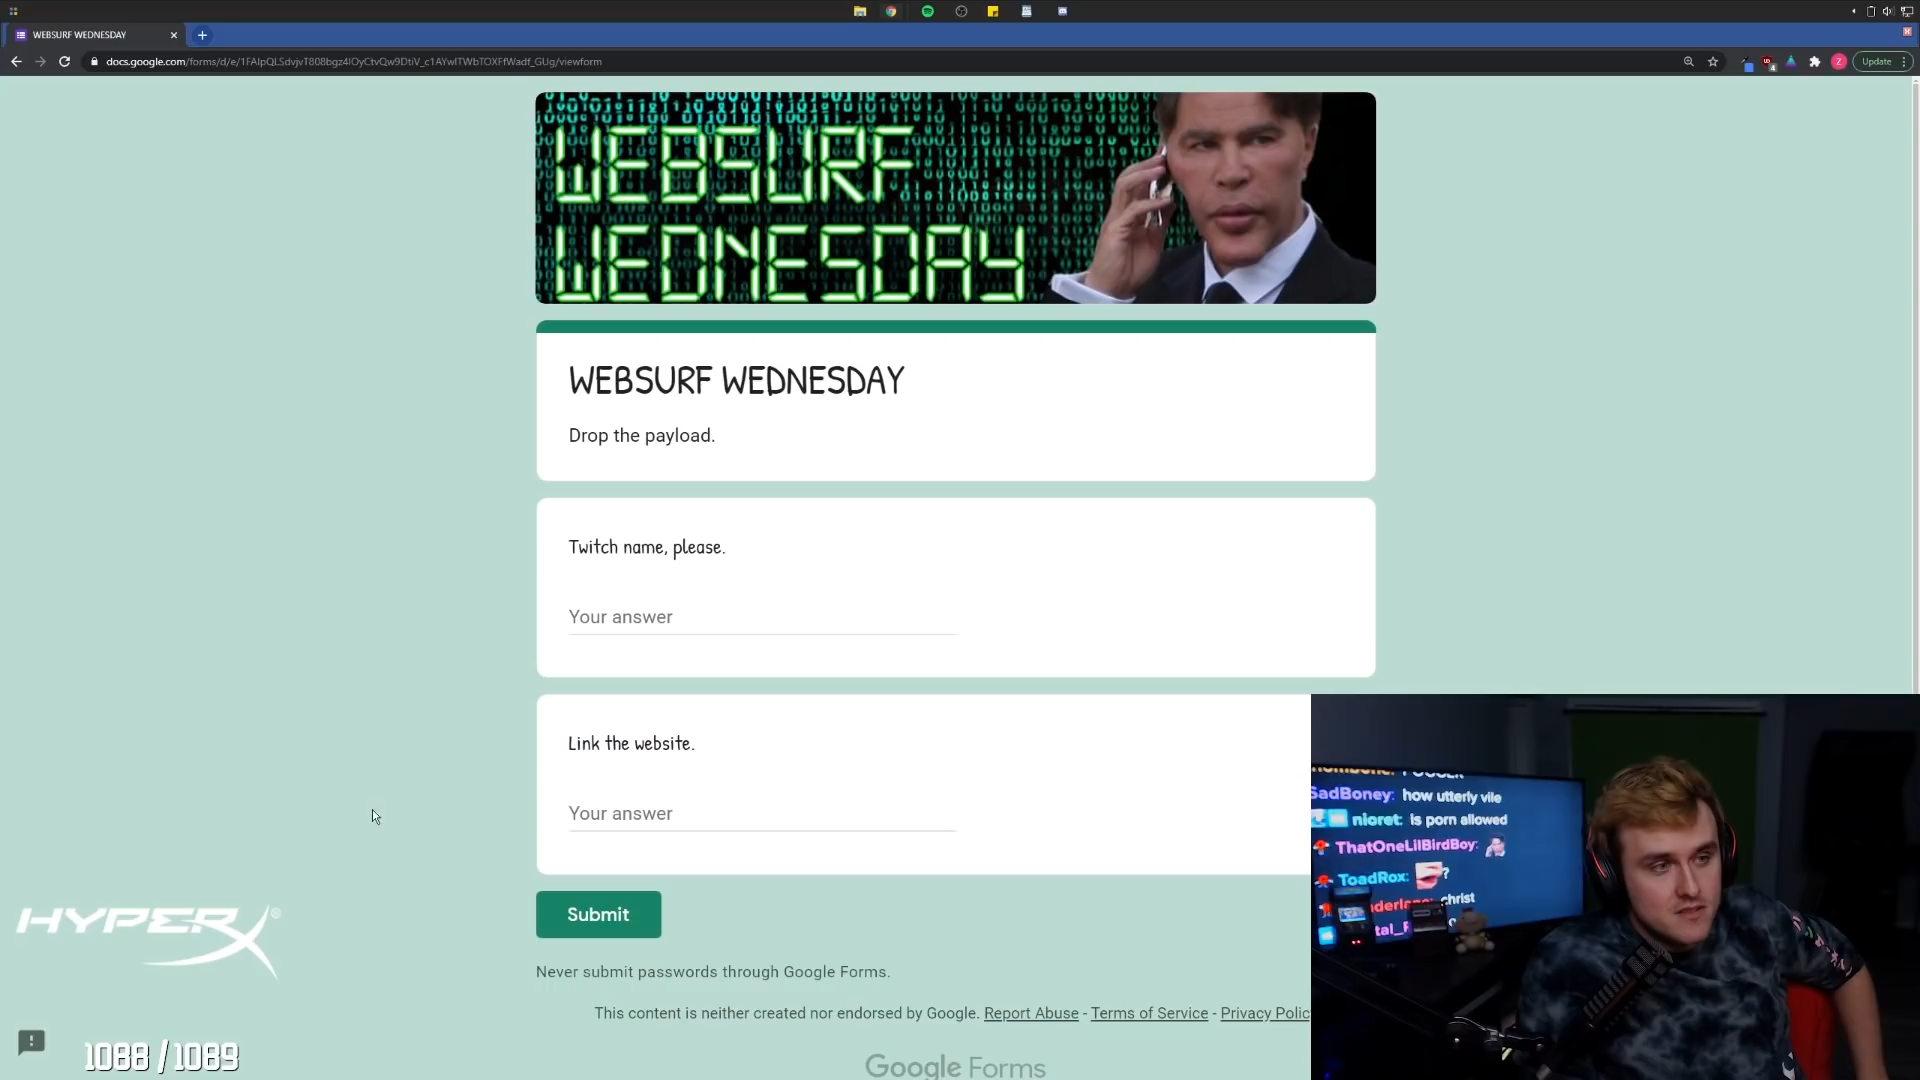 WEBSURF WEDNESDAY
docs.google.com/forms/d/e/1FAIpQLSdvjvT808bgz4IOyCtvQw9DtiV_c1AYwITWbTOXFfWadf_GUg/viewform
Z
Update
WEBSURF
WEDNESDAY
WEBSURF WEDNESDAY
Drop the payload.
Twitch name, please.
Your answer
Link the website.
Your answer
Submit
Never submit passwords through Google Forms.
This content is neither created nor endorsed by Google. Report Abuse - Terms of Service - Privacy Polic
Google Forms
SadBoney: how utterly vile
nioret: is porn allowed
ThatOneLilBirdBoy:
ToadRox: ?
christ
HYPERX
1088 / 1089